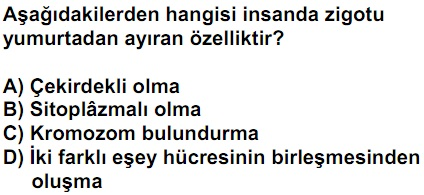 Aşağıdakilerden hangisi insanda zigotu
yumurtadan ayıran özelliktir?
A) Çekirdekli olma
B) Sitoplâzmalı olma
C) Kromozom bulundurma
D) İki farklı eşey hücresinin birleşmesinden
oluşma